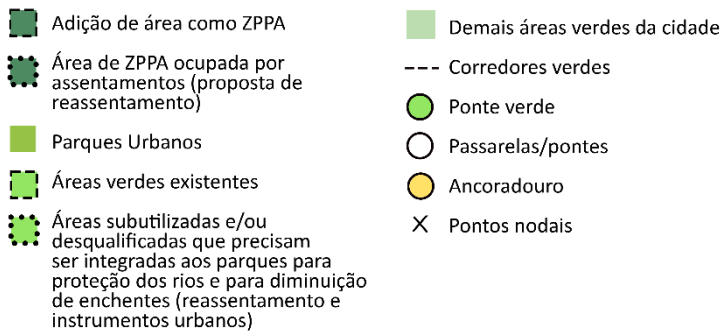 Adição de área como ZPPA
Área de ZPPA ocupada por
assentamentos (proposta de
reassentamento)
Parques Urbanos
Áreas verdes existentes
Áreas subutilizadas e/ou
desqualificadas que precisam
ser integradas aos parques para
proteção dos rios e para diminuição
de enchentes (reassentamento e
instrumentos urbanos)
Demais áreas verdes da cidade
Corredores verdes
Ponte verde
Passarelas/pontes
Ancoradouro
Pontos nodais